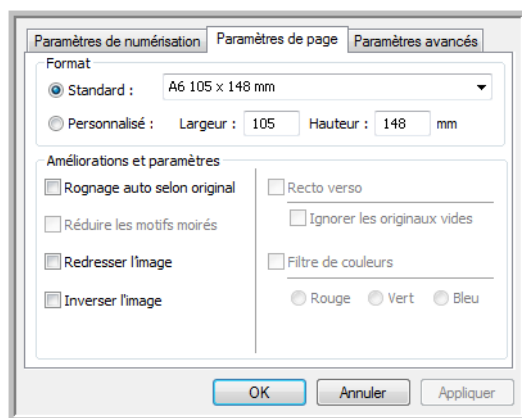 Paramètres de numérisation Paramètres de page Paramètres avancés
Format
Standard : A6 105 x 148 mm
Personnalisé : Largeur : 105 Hauteur : 148 mm
Améliorations et paramètres
Rognage auto selon original
Réduire les motifs moirés
Redresser l'image
Inverser l'image
Recto verso
Ignorer les originaux vides
Filtre de couleurs
Rouge Vert Bleu
OK Annuler Appliquer